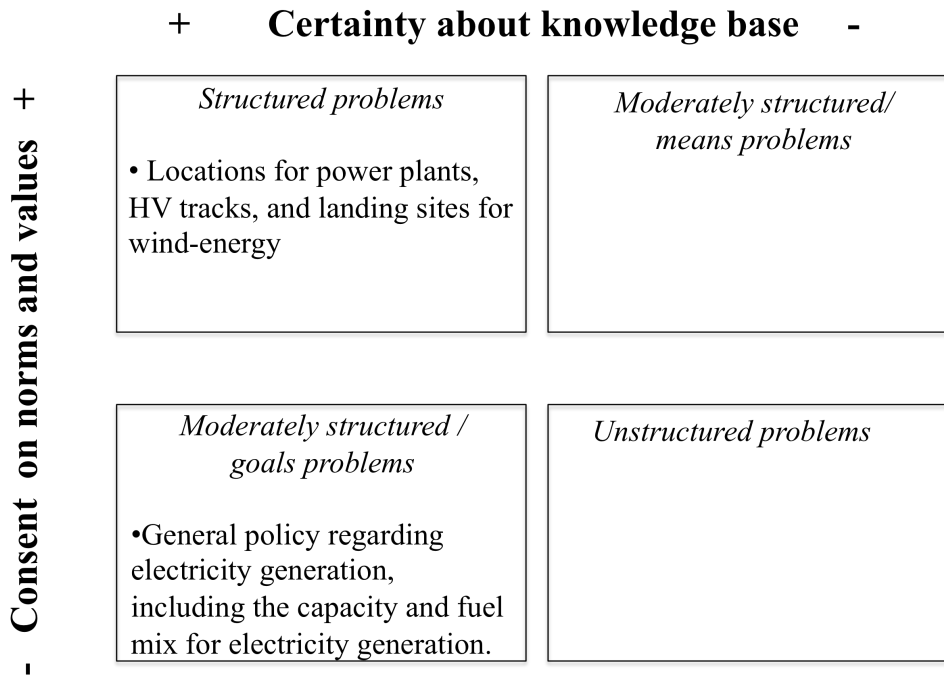 + Certainty about knowledge base -
- Consent on norms and values +
Structured problems
• Locations for power plants,
HV tracks, and landing sites for
wind-energy
Moderately structured/
means problems
Moderately structured /
goals problems
•General policy regarding
electricity generation,
including the capacity and fuel
mix for electricity generation.
Unstructured problems